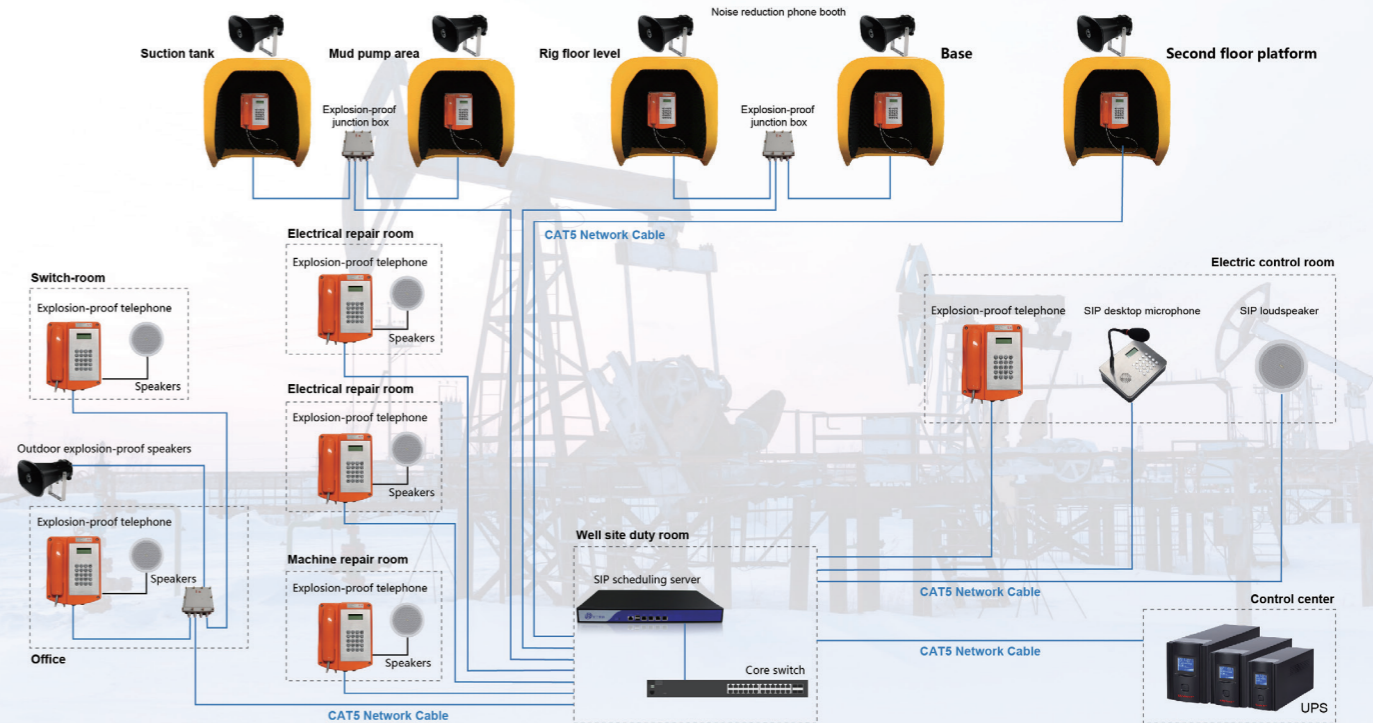 Noise reduction phone booth
Suction tank
Mud pump area
Rig floor level
Base
Second floor platform
Explosion-proof
junction box
Explosion-proof
junction box
CAT5 Network Cable
Electrical repair room
Explosion-proof telephone
Speakers
Switch-room
Explosion-proof telephone
Speakers
Electric control room
Explosion-proof telephone
SIP desktop microphone
SIP loudspeaker
Electrical repair room
Explosion-proof telephone
Speakers
Outdoor explosion-proof speakers
Explosion-proof telephone
Speakers
Office
Machine repair room
Explosion-proof telephone
Speakers
CAT5 Network Cable
Well site duty room
SIP scheduling server
Core switch
CAT5 Network Cable
Control center
CAT5 Network Cable
UPS